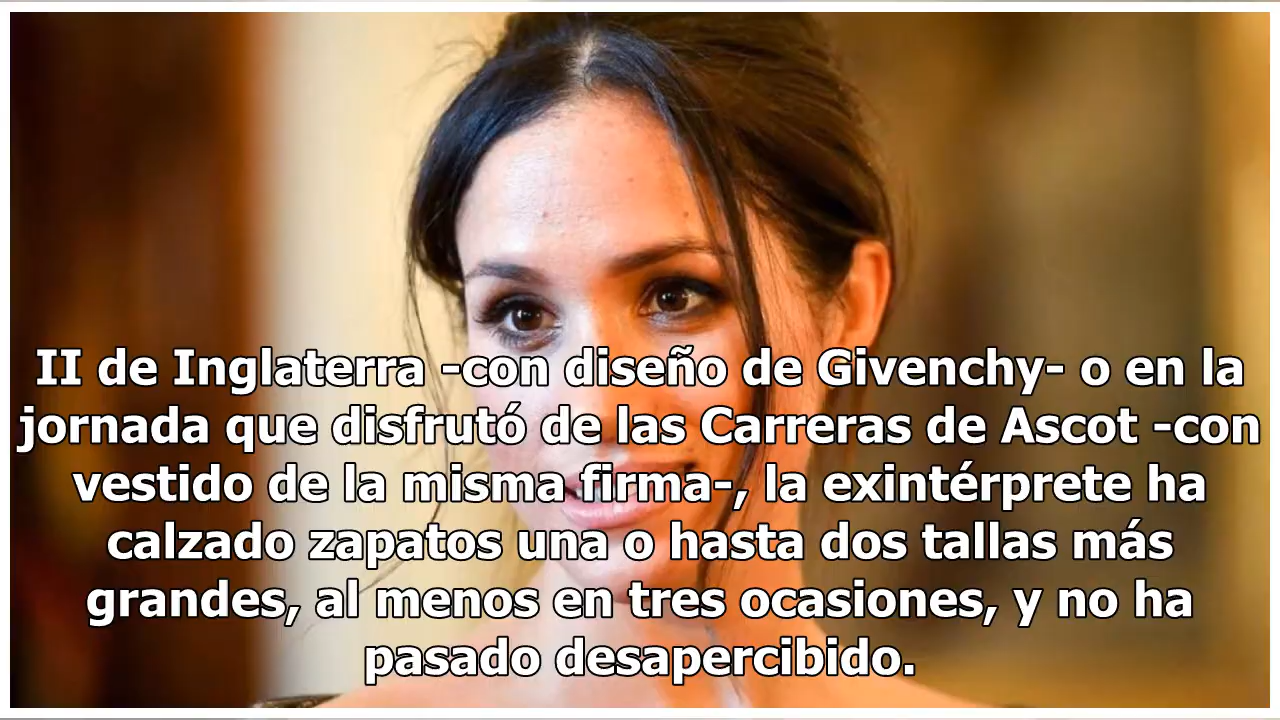 II de Inglaterra -con diseño de Givenchy- o en la
jornada que disfrutó de las Carreras de Ascot -con
vestido de la misma firma-, la exintérprete ha
calzado zapatos una o hasta dos tallas más
grandes, al menos en tres ocasiones, y no ha
pasado desapercibido.